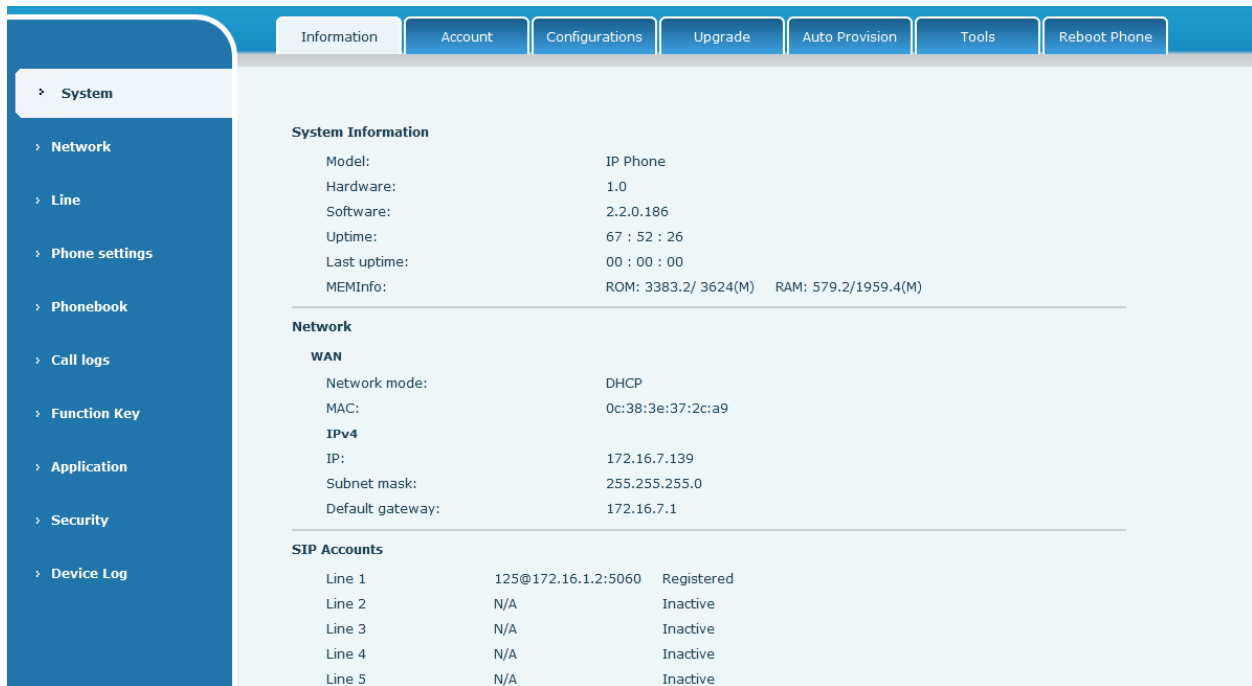 Information Account Configurations Upgrade Auto Provision Tools Reboot Phone
System
Network
Line
Phone settings
Phonebook
Call logs
Function Key
Application
Security
Device Log
System Information
Model: IP Phone
Hardware: 1.0
Software: 2.2.0.186
Uptime: 67 : 52 : 26
Last uptime: 00 : 00 : 00
MEMInfo: ROM: 3383.2/ 3624(M) RAM: 579.2/1959.4(M)
Network
WAN
Network mode: DHCP
MAC: 0c:38:3e:37:2c:a9
IPv4
IP: 172.16.7.139
Subnet mask: 255.255.255.0
Default gateway: 172.16.7.1
SIP Accounts
Line 1 125@172.16.1.2:5060 Registered
Line 2 N/A Inactive
Line 3 N/A Inactive
Line 4 N/A Inactive
Line 5 N/A Inactive